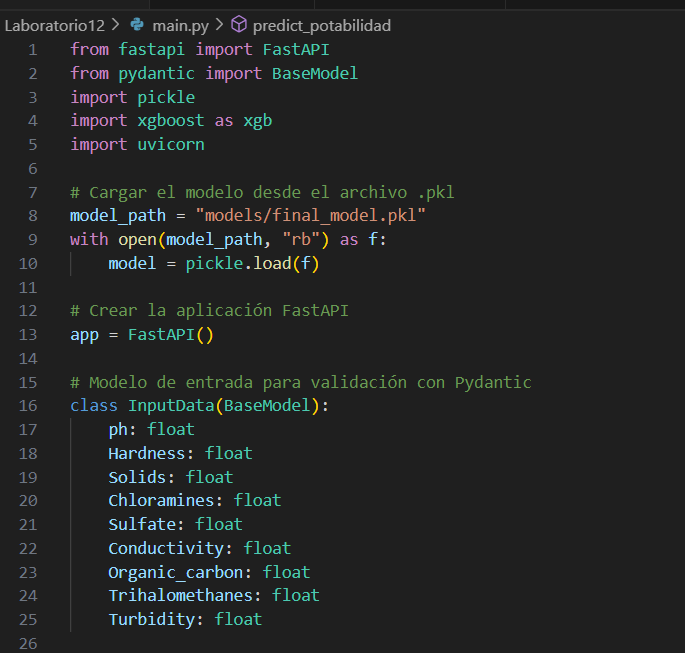 Laboratorio12 > main.py > predict_potabilidad
1 from fastapi import FastAPI
2 from pydantic import BaseModel
3 import pickle
4 import xgboost as xgb
5 import uvicorn
6
7 # Cargar el modelo desde el archivo .pkl
8 model_path = "models/final_model.pkl"
9 with open(model_path, "rb") as f:
10     model = pickle.load(f)
11
12 # Crear la aplicación FastAPI
13 app = FastAPI()
14
15 # Modelo de entrada para validación con Pydantic
16 class InputData(BaseModel):
17     ph: float
18     Hardness: float
19     Solids: float
20     Chloramines: float
21     Sulfate: float
22     Conductivity: float
23     Organic_carbon: float
24     Trihalomethanes: float
25     Turbidity: float
26